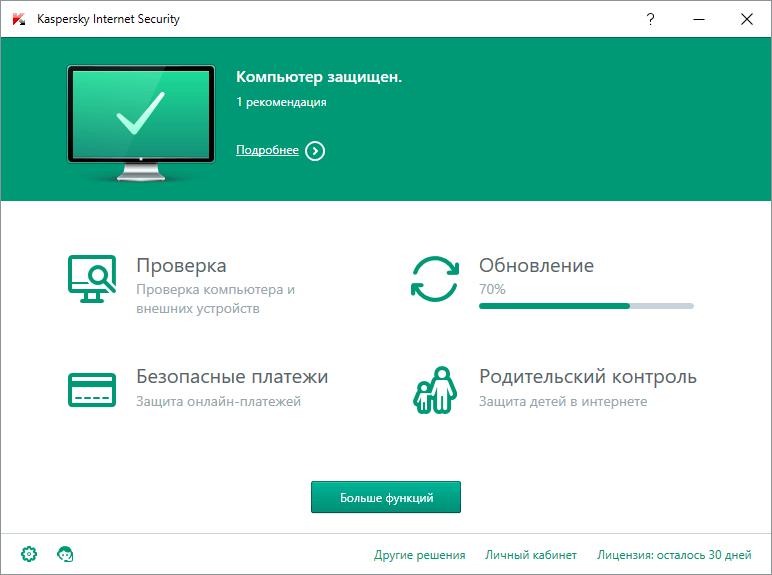 Kaspersky Internet Security
?
Компьютер защищен.
1 рекомендация
Подробнее
Проверка
Проверка компьютера и
внешних устройств
Обновление
70%
Безопасные платежи
Защита онлайн-платежей
Родительский контроль
Защита детей в интернете
Больше функций
Другие решения
Личный кабинет
Лицензия: осталось 30 дней